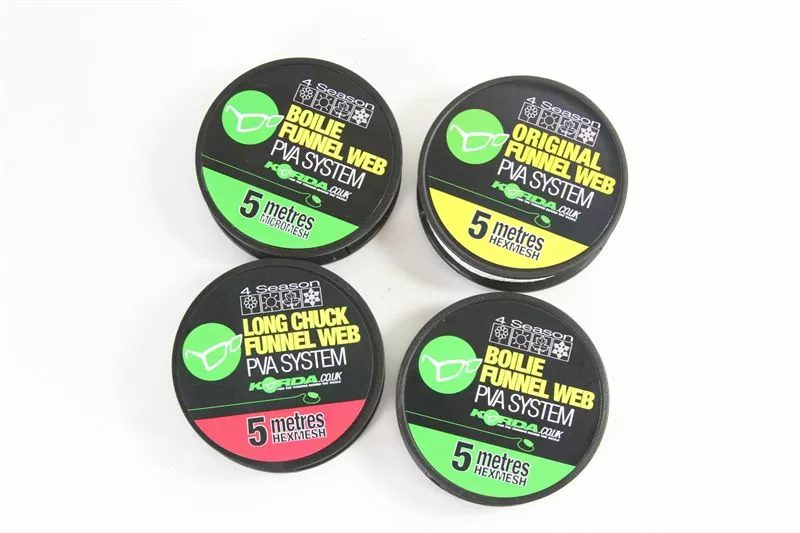 4 Season
BOILIE
FUNNEL WEB
PVA SYSTEM
KORDA.CO.UK
5 metres
MICROMESH
4 Season
ORIGINAL
FUNNEL WEB
PVA SYSTEM
KORDA.CO.UK
5 metres
HEXMESH
4 Season
LONG CHUCK
FUNNEL WEB
PVA SYSTEM
KORDA.CO.UK
5 metres
HEXMESH
4 Season
BOILIE
FUNNEL WEB
PVA SYSTEM
KORDA.CO.UK
5 metres
HEXMESH